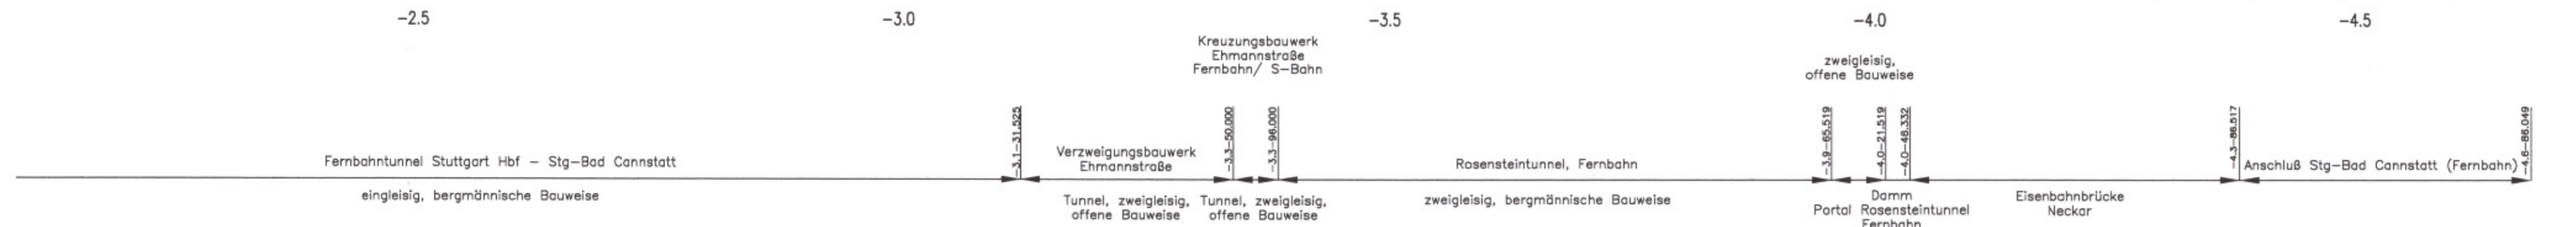 -2.5 -3.0 -3.5 -4.0 -4.5
Kreuzungsbauwerk
Ehmannstraße
Fernbahn/ S-Bahn
zweigleisig,
offene Bauweise
-3.1-31.525
-3.3-50.000
-3.3-96.000
-3.9-65.519
-4.0-21.519
-4.0-48.332
-4.3-86.517
-4.6-86.049
Fernbahntunnel Stuttgart Hbf - Stg-Bad Cannstatt
Verzweigungsbauwerk
Ehmannstraße
Rosensteintunnel, Fernbahn
Anschluß Stg-Bad Cannstatt (Fernbahn)
eingleisig, bergmännische Bauweise
Tunnel, zweigleisig,
offene Bauweise
Tunnel, zweigleisig,
offene Bauweise
zweigleisig, bergmännische Bauweise
Damm
Portal Rosensteintunnel
Fernbahn
Eisenbahnbrücke
Neckar